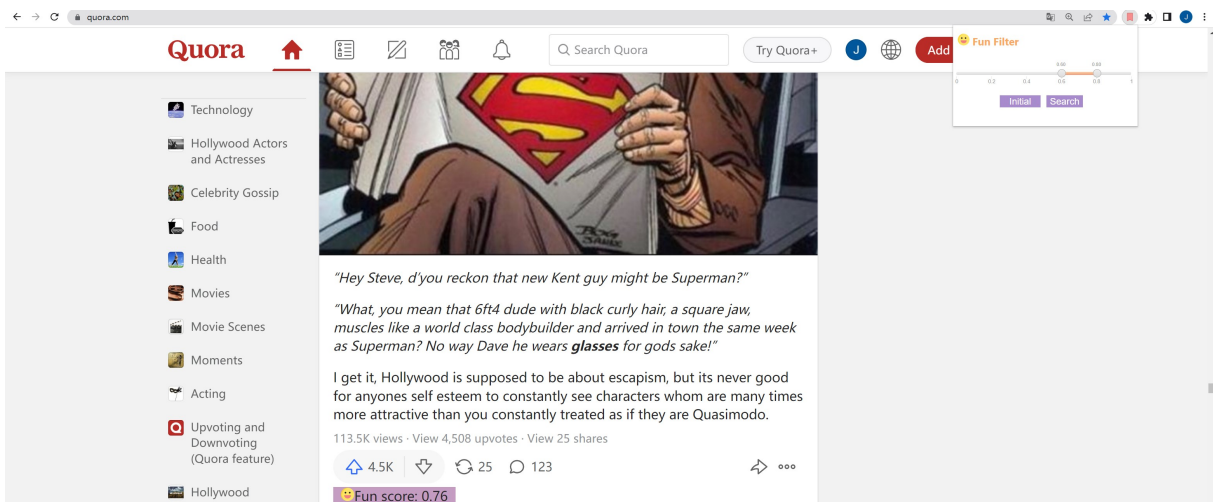 quora.com
Quora
Search Quora
Try Quora+
J
Add
J
Fun Filter
0.60 0.80
0 0.2 0.4 0.6 0.8 1
Initial Search
Technology
Hollywood Actors
and Actresses
Celebrity Gossip
Food
Health
Movies
Movie Scenes
Moments
Acting
Upvoting and
Downvoting
(Quora feature)
Hollywood
S
"Hey Steve, d'you reckon that new Kent guy might be Superman?"
"What, you mean that 6ft4 dude with black curly hair, a square jaw,
muscles like a world class bodybuilder and arrived in town the same week
as Superman? No way Dave he wears glasses for gods sake!"
I get it, Hollywood is supposed to be about escapism, but its never good
for anyones self esteem to constantly see characters whom are many times
more attractive than you constantly treated as if they are Quasimodo.
113.5K views · View 4,508 upvotes · View 25 shares
4.5K 25 123
Fun score: 0.76